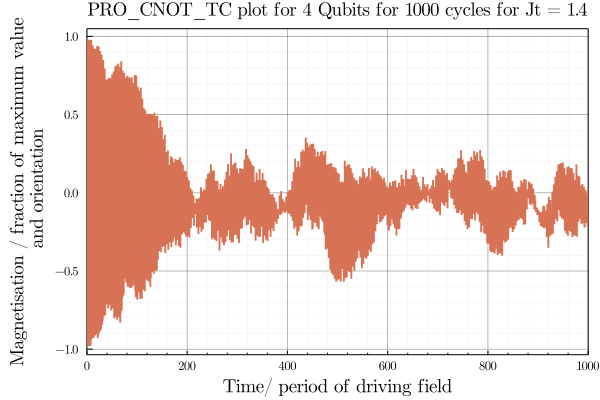 PRO_CNOT_TC plot for 4 Qubits for 1000 cycles for Jt = 1.4
Magnetisation / fraction of maximum value
and orientation
1.0
0.5
0.0
−0.5
−1.0
0
200
400
600
800
1000
Time/ period of driving field